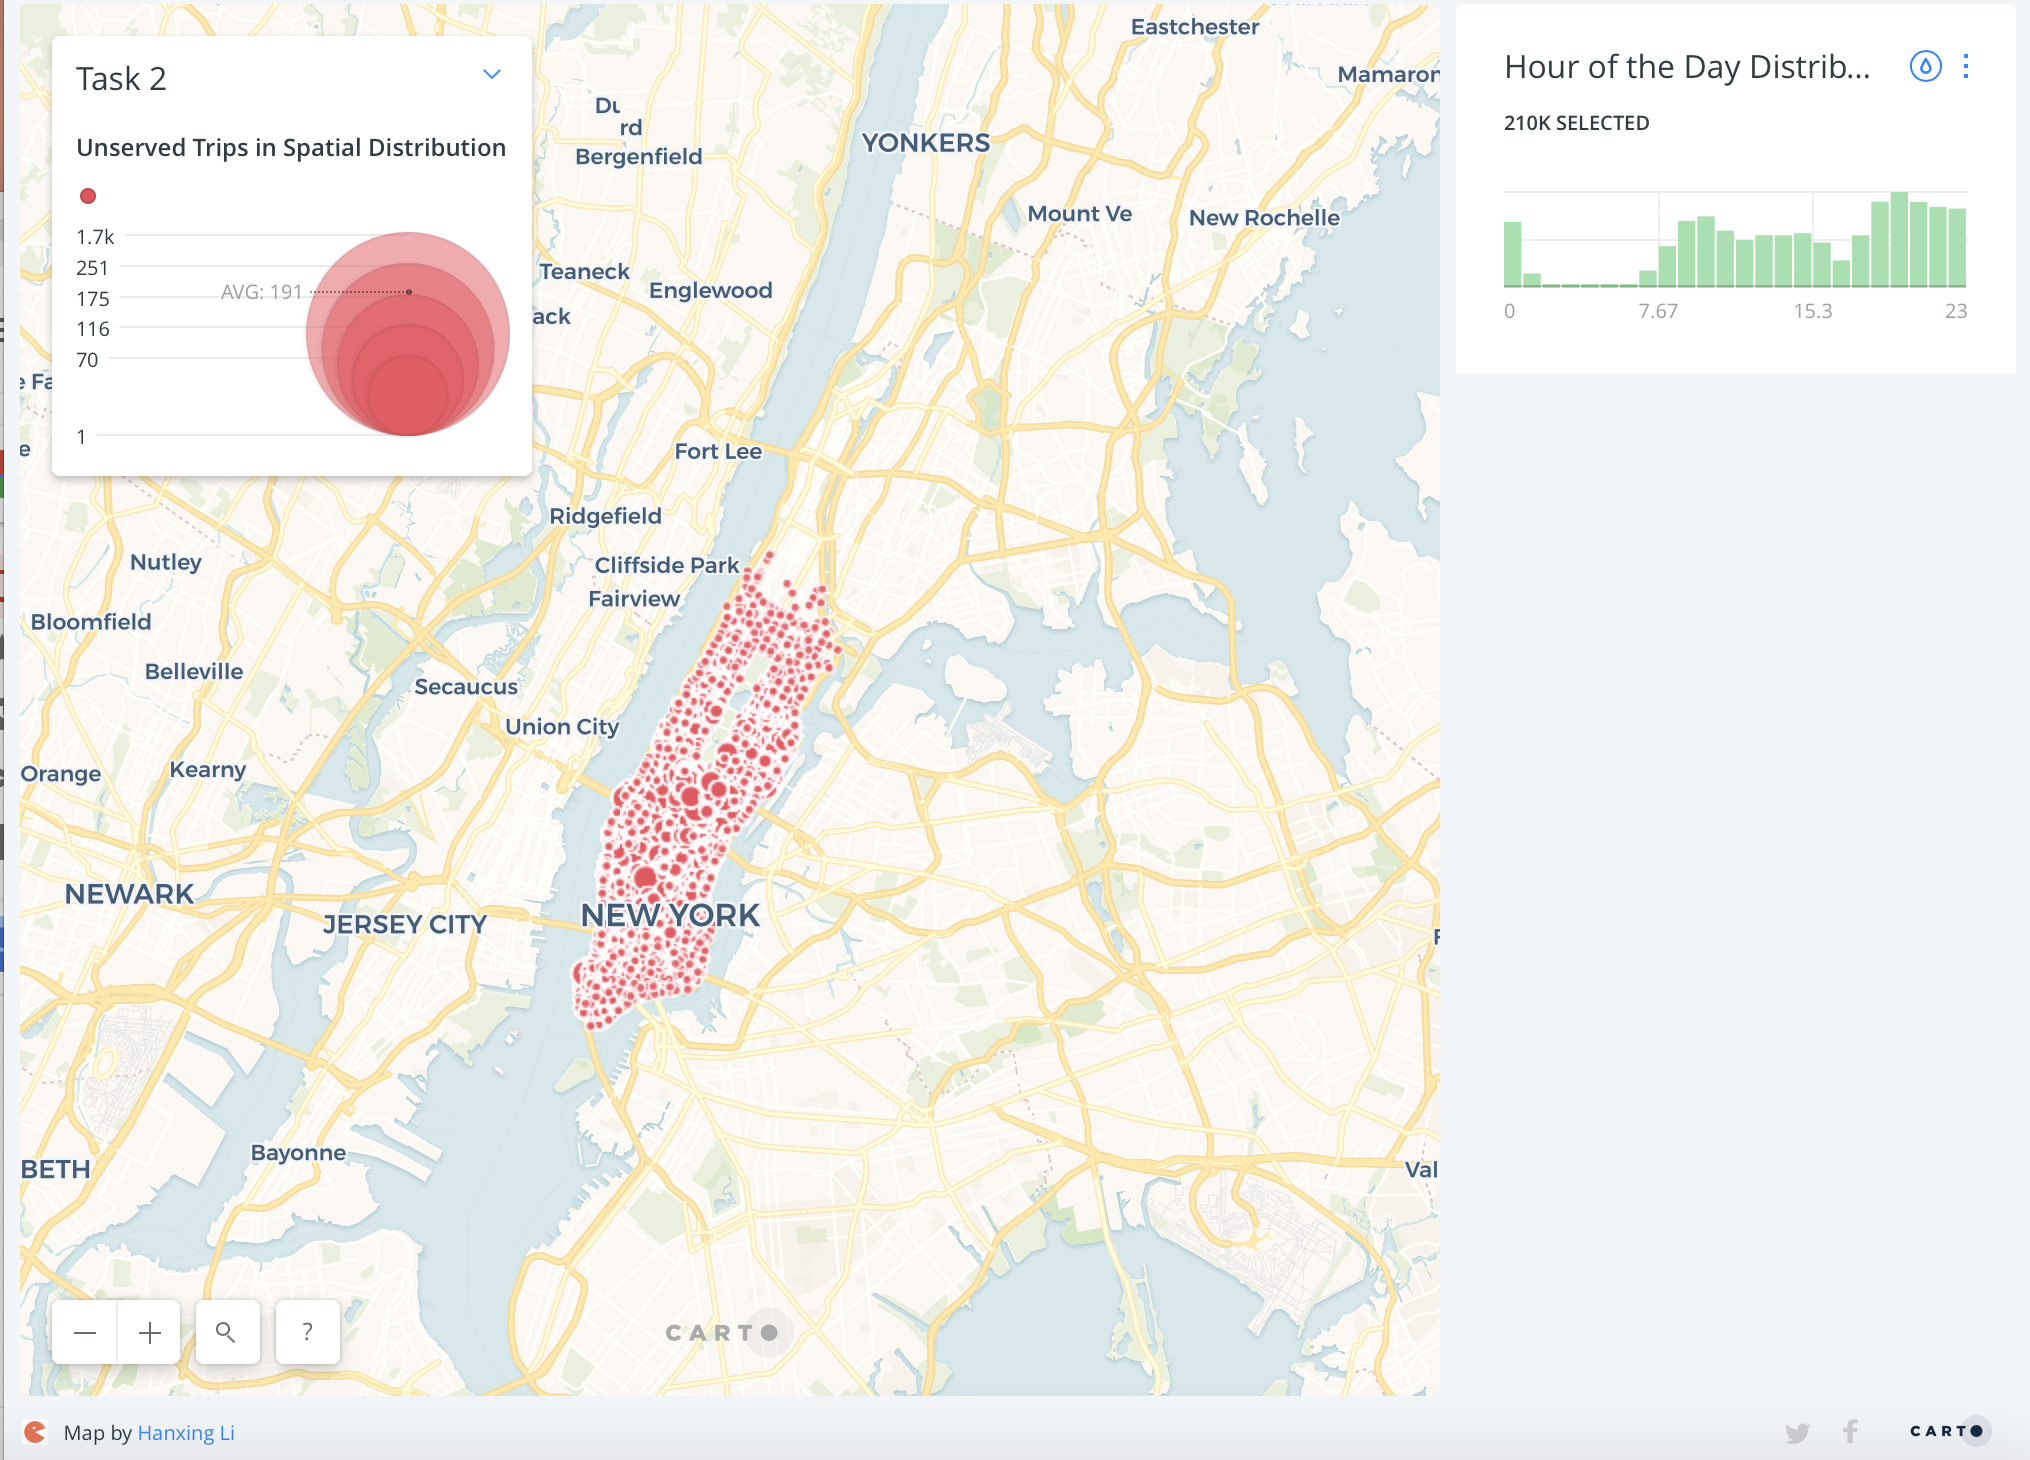 Task 2
Unserved Trips in Spatial Distribution
1.7k
251
AVG: 191
175
116
70
1
Eastchester
Mamaron
YONKERS
Du
rd
Bergenfield
Mount Ve
New Rochelle
Teaneck
Englewood
ack
e Fa
e
Fort Lee
Ridgefield
Nutley
Cliffside Park
Fairview
Bloomfield
Belleville
Secaucus
Union City
Orange
Kearny
NEWARK
JERSEY CITY
NEW YORK
F
Bayonne
BETH
Val
?
CARTO
Hour of the Day Distrib...
210K SELECTED
0 7.67 15.3 23
Map by Hanxing Li
CARTO